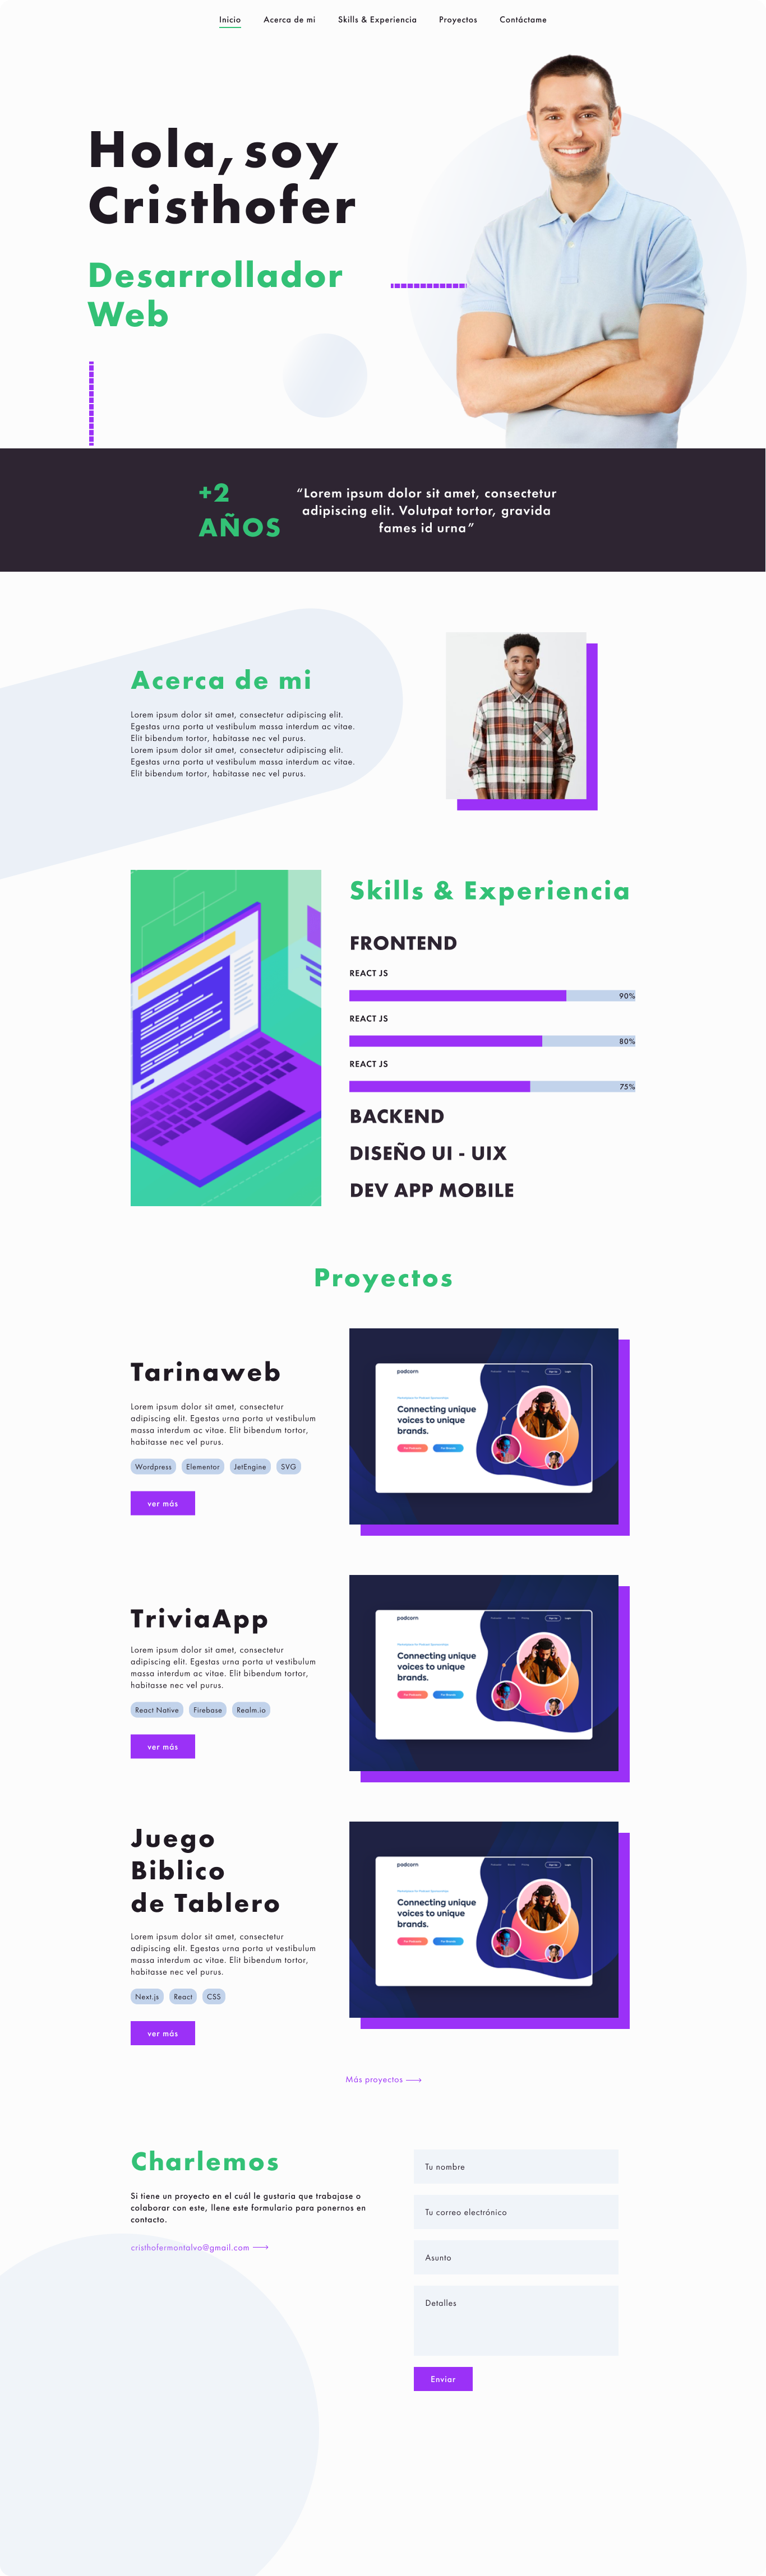 Inicio
Acerca de mi
Skills & Experiencia
Proyectos
Contáctame
Hola, soy
Cristhofer
Desarrollador
Web
+2
AÑOS
“Lorem ipsum dolor sit amet, consectetur
adipiscing elit. Volutpat tortor, gravida
fames id urna”
Acerca de mi
Lorem ipsum dolor sit amet, consectetur adipiscing elit.
Egestas urna porta ut vestibulum massa interdum ac vitae.
Elit bibendum tortor, habitasse nec vel purus.
Lorem ipsum dolor sit amet, consectetur adipiscing elit.
Egestas urna porta ut vestibulum massa interdum ac vitae.
Elit bibendum tortor, habitasse nec vel purus.
Skills & Experiencia
FRONTEND
REACT JS
90%
REACT JS
80%
REACT JS
75%
BACKEND
DISEÑO UI - UIX
DEV APP MOBILE
Proyectos
Tarinaweb
Lorem ipsum dolor sit amet, consectetur
adipiscing elit. Egestas urna porta ut vestibulum
massa interdum ac vitae. Elit bibendum tortor,
habitasse nec vel purus.
Wordpress
Elementor
JetEngine
SVG
ver más
podcorn
Connecting unique
voices to unique
brands.
TriviaApp
Lorem ipsum dolor sit amet, consectetur
adipiscing elit. Egestas urna porta ut vestibulum
massa interdum ac vitae. Elit bibendum tortor,
habitasse nec vel purus.
React Native
Firebase
Realm.io
ver más
podcorn
Connecting unique
voices to unique
brands.
Juego
Biblico
de Tablero
Lorem ipsum dolor sit amet, consectetur
adipiscing elit. Egestas urna porta ut vestibulum
massa interdum ac vitae. Elit bibendum tortor,
habitasse nec vel purus.
Next.js
React
CSS
ver más
podcorn
Connecting unique
voices to unique
brands.
Más proyectos
Charlemos
Si tiene un proyecto en el cuál le gustaria que trabajase o
colaborar con este, llene este formulario para ponernos en
contacto.
cristhofermontalvo@gmail.com
Tu nombre
Tu correo electrónico
Asunto
Detalles
Enviar